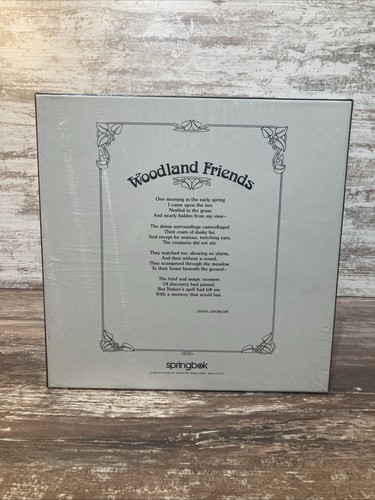 Woodland Friends
One morning in the early spring
I came upon the two
Nestled in the grass
And nearly hidden from my view—
The dense surroundings camouflaged
Their coats of dusky fur,
And except for anxious, twitching ears,
The creatures did not stir.
They watched me, showing no alarm,
And then without a sound,
They scampered through the meadow
To their home beneath the ground—
The brief and magic moment
Of discovery had passed,
But Nature's spell had left me
With a memory that would last.
springbok